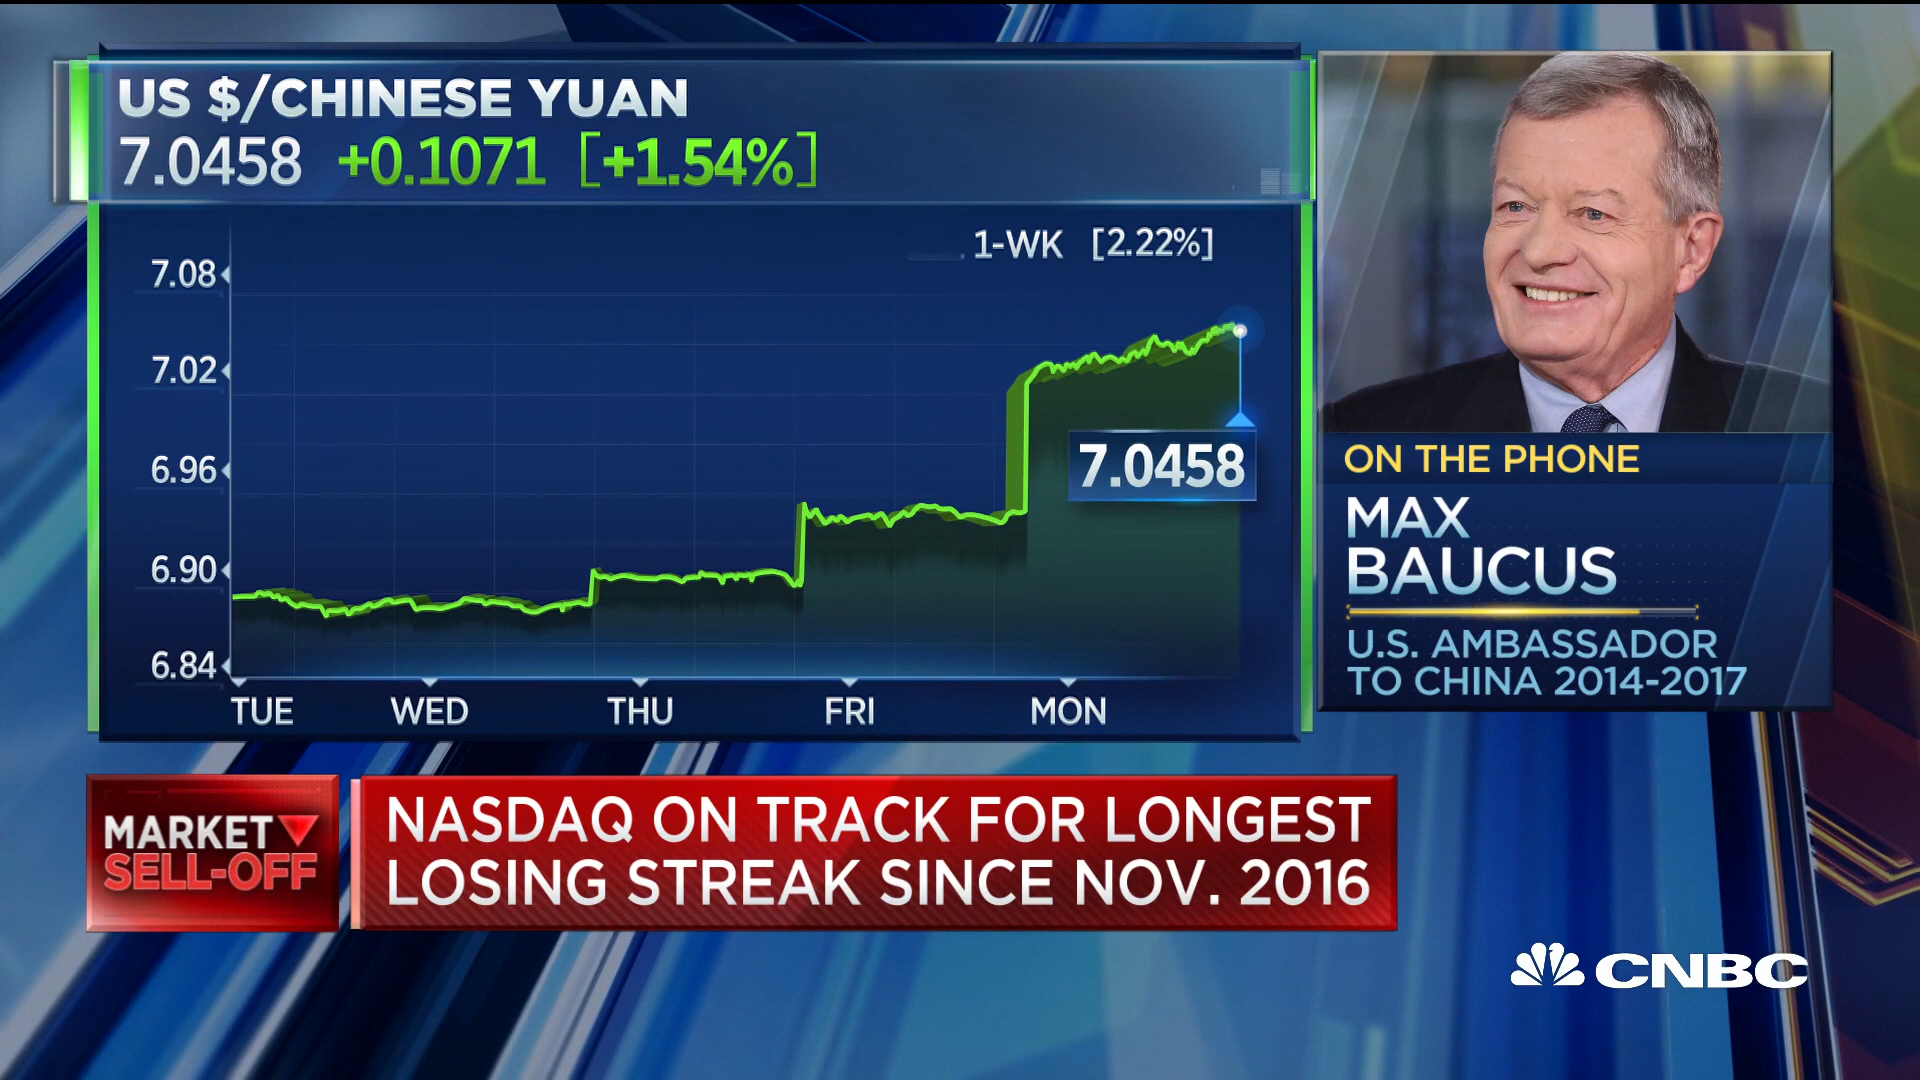 US $/CHINESE YUAN
7.0458 +0.1071 [+1.54%]
1-WK [2.22%]
7.08
7.02
6.96
6.90
6.84
7.0458
TUE WED THU FRI MON
ON THE PHONE
MAX
BAUCUS
U.S. AMBASSADOR
TO CHINA 2014-2017
MARKET
SELL-OFF
NASDAQ ON TRACK FOR LONGEST
LOSING STREAK SINCE NOV. 2016
CNBC